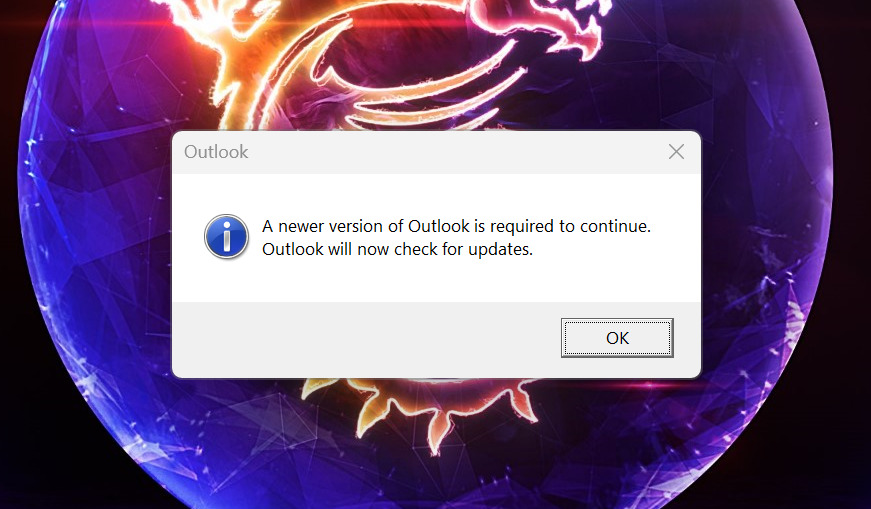 Outlook
A newer version of Outlook is required to continue.
Outlook will now check for updates.
OK